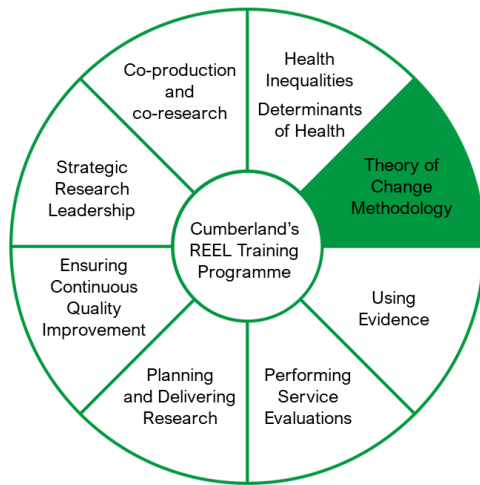 Health
Inequalities
Determinants
of Health
Theory of
Change
Methodology
Using
Evidence
Performing
Service
Evaluations
Planning
and Delivering
Research
Ensuring
Continuous
Quality
Improvement
Strategic
Research
Leadership
Co-production
and
co-research
Cumberland's
REEL Training
Programme